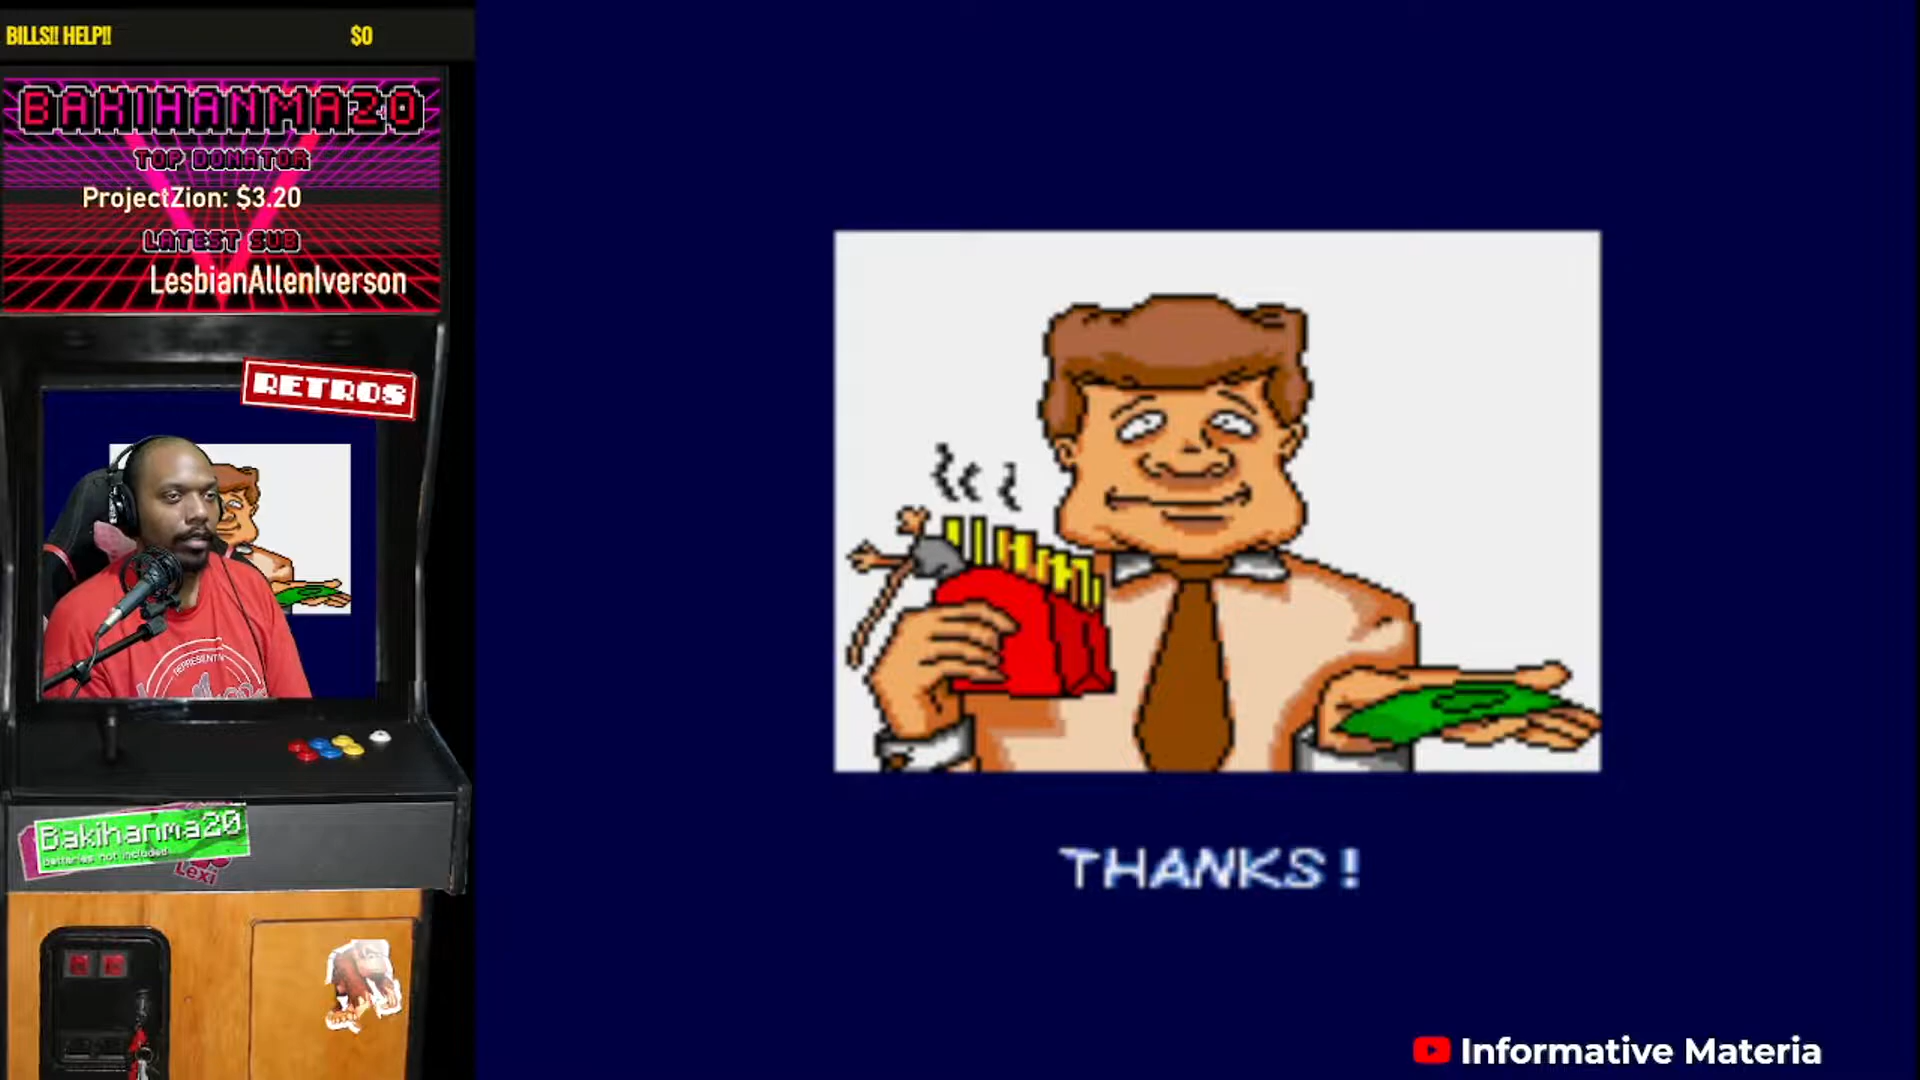 BILLS!! HELP!! $0
BAKIHANMA20
TOP DONATOR
ProjectZion: $3.20
LATEST SUB
LesbianAllenIverson
RETROS
REPRESENTIN
Bakihanma20
batteries not included
Lexi
THANKS!
Informative Materia